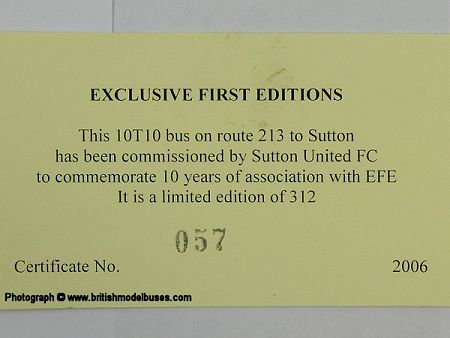 EXCLUSIVE FIRST EDITIONS
This 10T10 bus on route 213 to Sutton
has been commissioned by Sutton United FC
to commemorate 10 years of association with EFE
It is a limited edition of 312
057
Certificate No.
2006
Photograph © www.britishmodelbuses.com